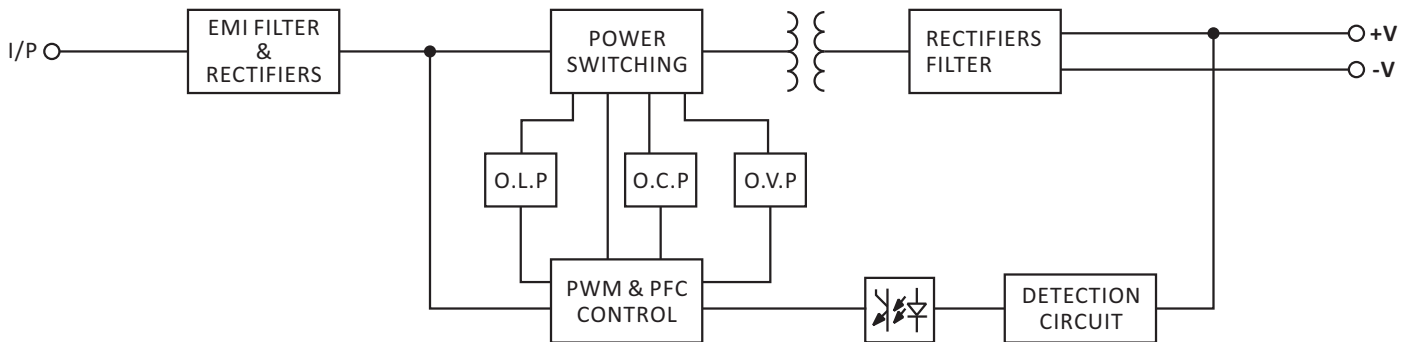 I/P
EMI FILTER
&
RECTIFIERS
POWER
SWITCHING
RECTIFIERS
FILTER
+V
-V
O.L.P
O.C.P
O.V.P
PWM & PFC
CONTROL
DETECTION
CIRCUIT